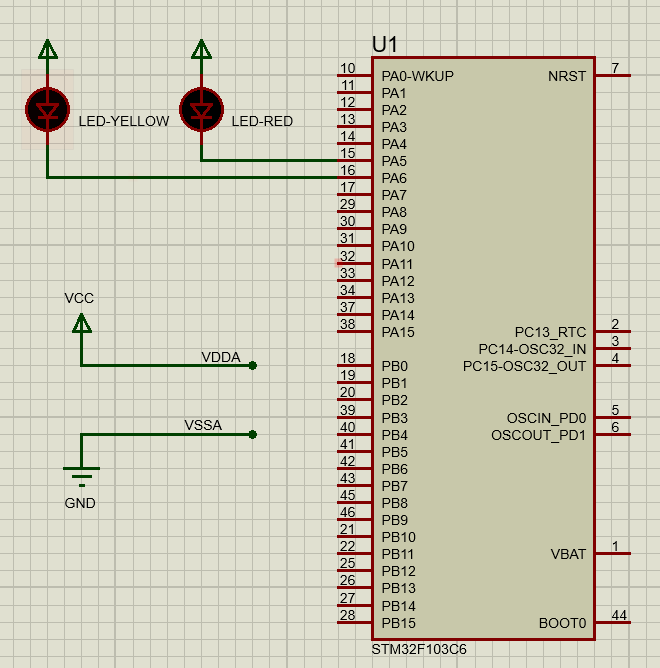 U1
10 PA0-WKUP NRST 7
11 PA1
12 PA2
LED-YELLOW LED-RED 13 PA3
14 PA4
15 PA5
16 PA6
17 PA7
29 PA8
30 PA9
31 PA10
32 PA11
33 PA12
VCC 34 PA13
37 PA14
38 PA15 PC13_RTC 2
PC14-OSC32_IN 3
VDDA 18 PB0 PC15-OSC32_OUT 4
19 PB1
20 PB2
39 PB3 OSCIN_PD0 5
VSSA 40 PB4 OSCOUT_PD1 6
41 PB5
42 PB6
43 PB7
GND 45 PB8
46 PB9
21 PB10
22 PB11 VBAT 1
25 PB12
26 PB13
27 PB14
28 PB15 BOOT0 44
STM32F103C6